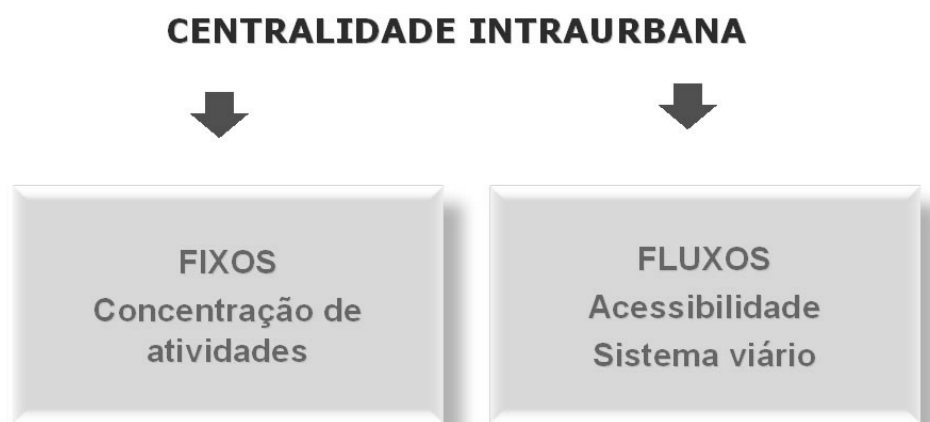 CENTRALIDADE INTRAURBANA
FIXOS
Concentração de
atividades
FLUXOS
Acessibilidade
Sistema viário